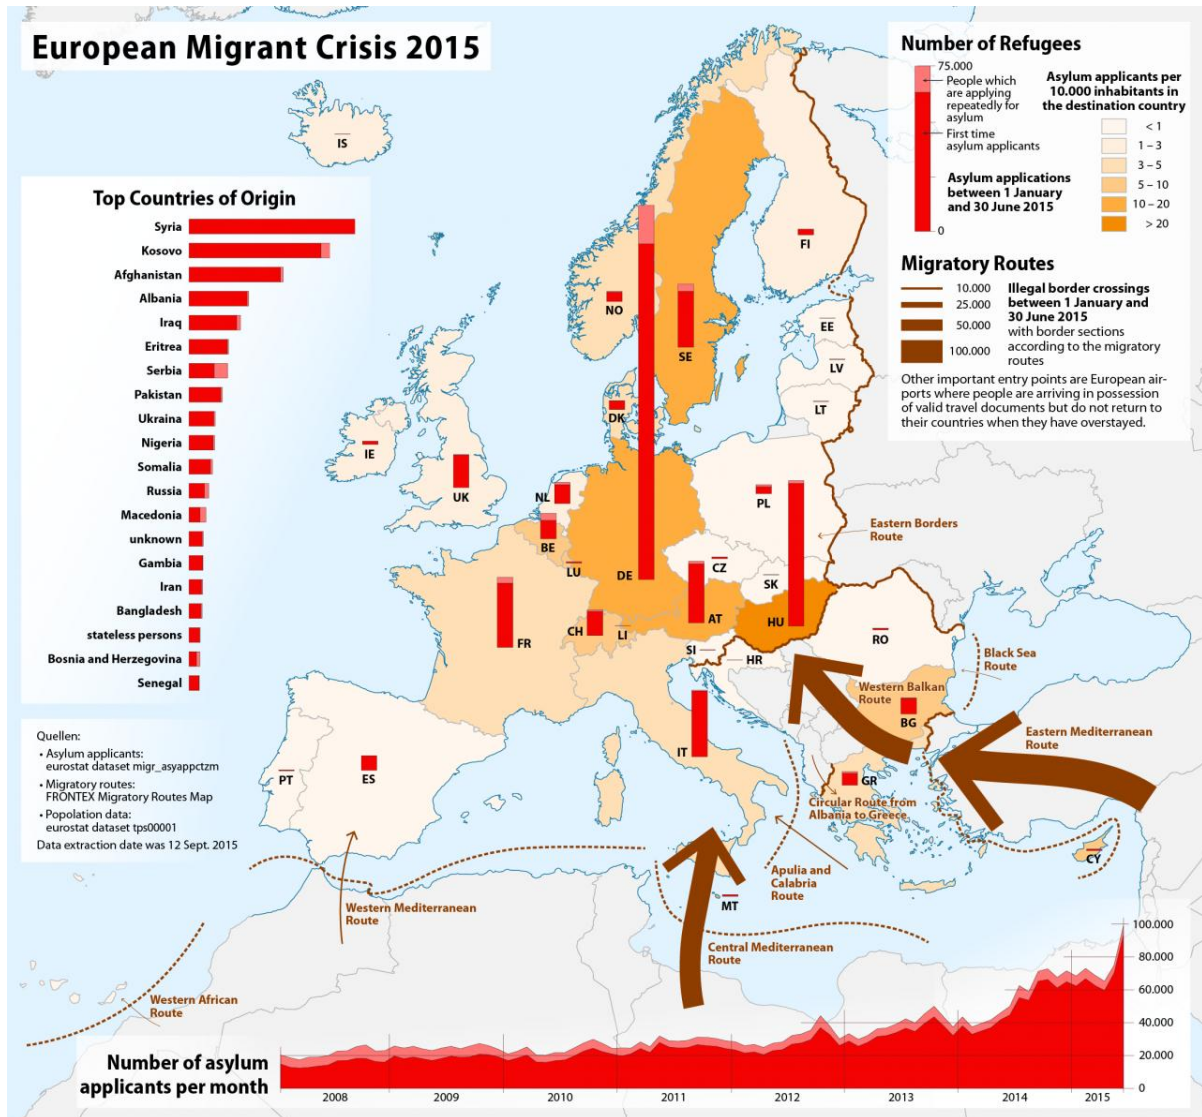 European Migrant Crisis 2015
Number of Refugees
75.000
People which
are applying
repeatedly for
asylum
First time
asylum applicants
Asylum applications
between 1 January
and 30 June 2015
0
Asylum applicants per
10.000 inhabitants in
the destination country
< 1
1 – 3
3 – 5
5 – 10
10 – 20
> 20
Migratory Routes
10.000
25.000
50.000
100.000
Illegal border crossings
between 1 January and
30 June 2015
with border sections
according to the migratory
routes
Other important entry points are European air-
ports where people are arriving in possession
of valid travel documents but do not return to
their countries when they have overstayed.
Top Countries of Origin
Syria
Kosovo
Afghanistan
Albania
Iraq
Eritrea
Serbia
Pakistan
Ukraina
Nigeria
Somalia
Russia
Macedonia
unknown
Gambia
Iran
Bangladesh
stateless persons
Bosnia and Herzegovina
Senegal
Quellen:
• Asylum applicants:
eurostat dataset migr_asyappctzm
• Migratory routes:
FRONTEX Migratory Routes Map
• Popolation data:
eurostat dataset tps00001
Data extraction date was 12 Sept. 2015
IS
FI
NO
SE
EE
LV
LT
DK
IE
UK
NL
PL
BE
LU
DE
CZ
SK
FR
CH
LI
AT
HU
SI
HR
RO
BG
IT
PT
ES
GR
MT
CY
Eastern Borders
Route
Black Sea
Route
Western Balkan
Route
Eastern Mediterranean
Route
Circular Route from
Albania to Greece
Apulia and
Calabria
Route
Central Mediterranean
Route
Western Mediterranean
Route
Western African
Route
Number of asylum
applicants per month
100.000
80.000
60.000
40.000
20.000
0
2008
2009
2010
2011
2012
2013
2014
2015